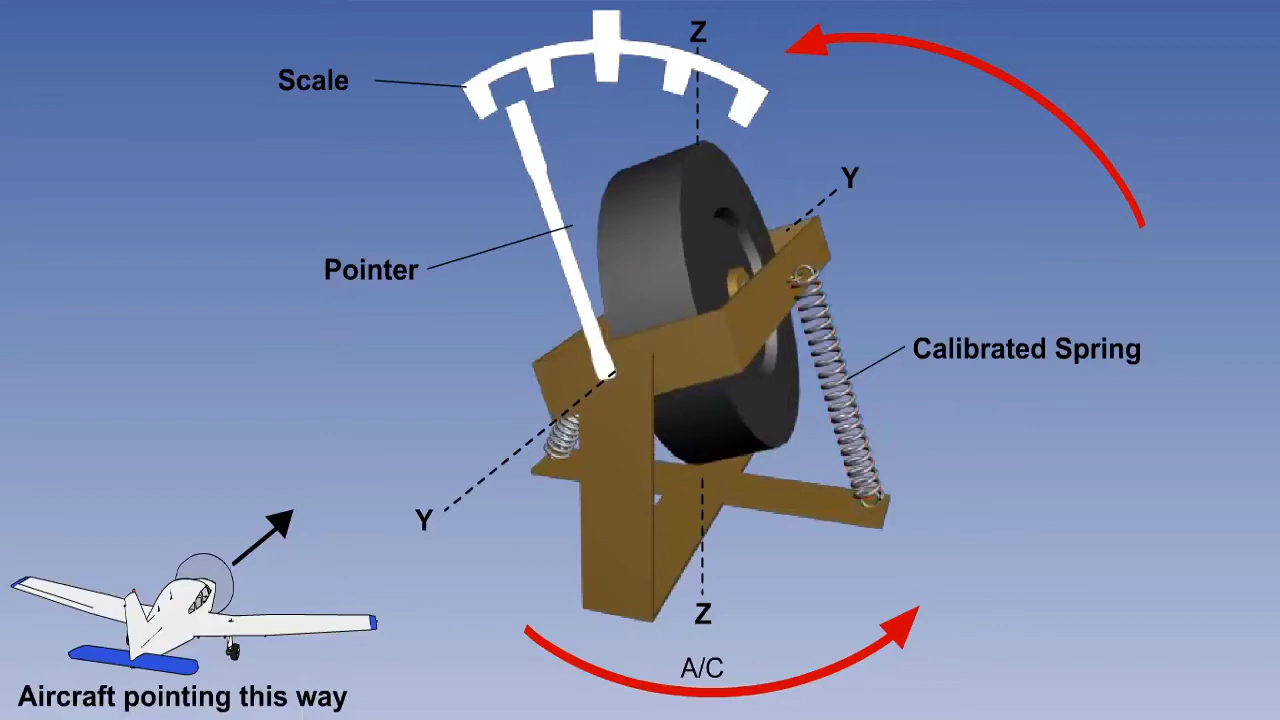 Z
Scale
Y
Pointer
Calibrated Spring
Y
Z
A/C
Aircraft pointing this way